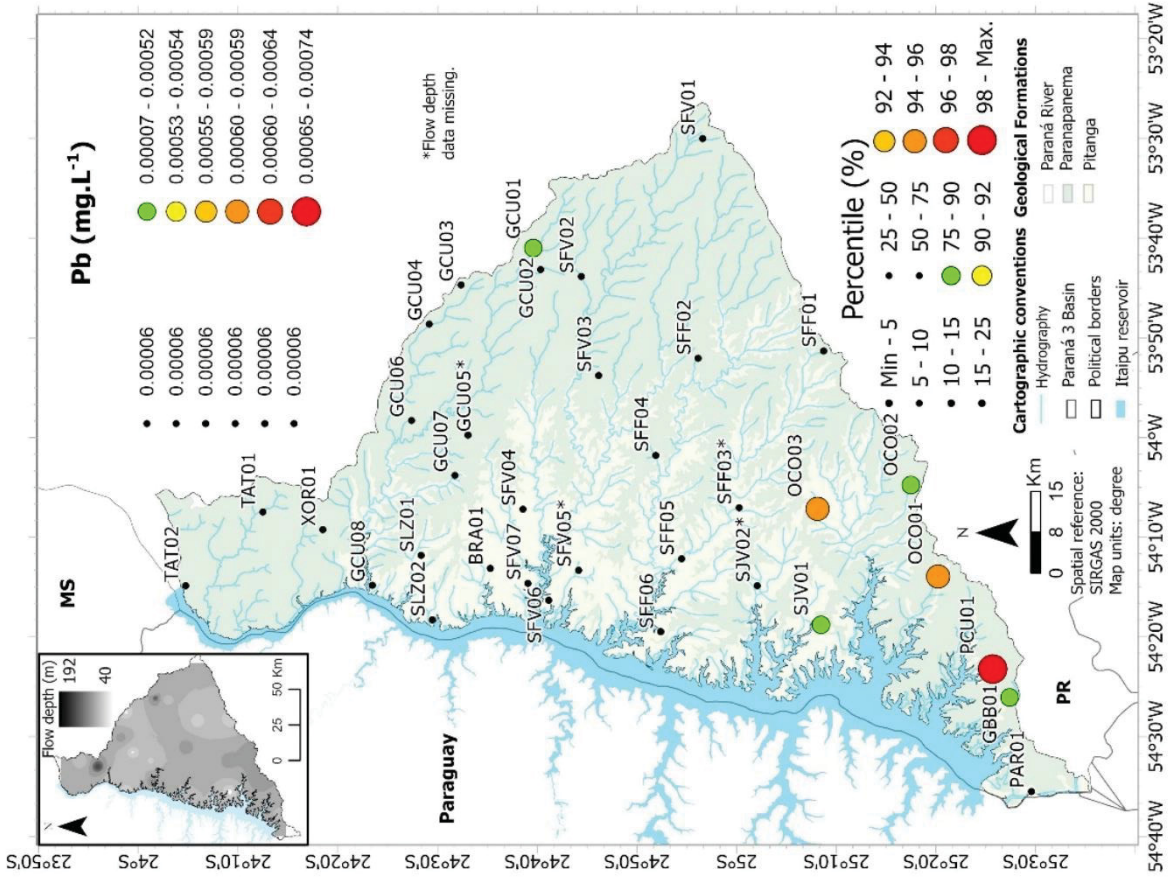 Pb (mg.L⁻¹)
0.00006
0.00006
0.00006
0.00006
0.00006
0.00006
0.00007 - 0.00052
0.00053 - 0.00054
0.00055 - 0.00059
0.00060 - 0.00059
0.00060 - 0.00064
0.00065 - 0.00074
*Flow depth
data missing.
MS
Paraguay
PR
Flow depth (m)
192
40
N
0 25 50 Km
TAT02
TAT01
XOR01
GCU08
GCU06
GCU04
GCU03
GCU01
GCU02
GCU05*
GCU07
SLZ01
SLZ02
BRA01
SFV04
SFV07
SFV06
SFV05*
SFV03
SFV02
SFV01
SFF02
SFF01
SFF04
SFF03*
SFF05
SFF06
SJV02*
SJV01
OCO03
OCO02
OCO01
PCU01
GBB01
PAR01
N
0 8 15 Km
Spatial reference:
SIRGAS 2000
Map units: degree
Percentile (%)
Min - 5
5 - 10
10 - 15
15 - 25
25 - 50
50 - 75
75 - 90
90 - 92
92 - 94
94 - 96
96 - 98
98 - Max.
Cartographic conventions
Hydrography
Paraná 3 Basin
Political borders
Itaipu reservoir
Geological Formations
Paraná River
Paranapanema
Pitanga
23°50'S
24°S
24°10'S
24°20'S
24°30'S
24°40'S
24°50'S
25°S
25°10'S
25°20'S
25°30'S
54°40'W
54°30'W
54°20'W
54°10'W
54°W
53°50'W
53°40'W
53°30'W
53°20'W